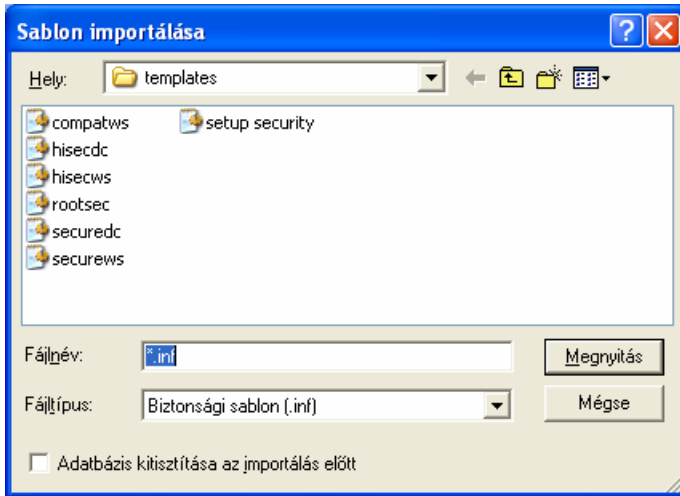 Sablon importálása
Hely: templates
compatws setup security
hisecdc
hisecws
rootsec
securedc
securews
Fájlnév: *.inf Megnyitás
Fájltípus: Biztonsági sablon (.inf) Mégse
Adatbázis kitisztítása az importálás előtt